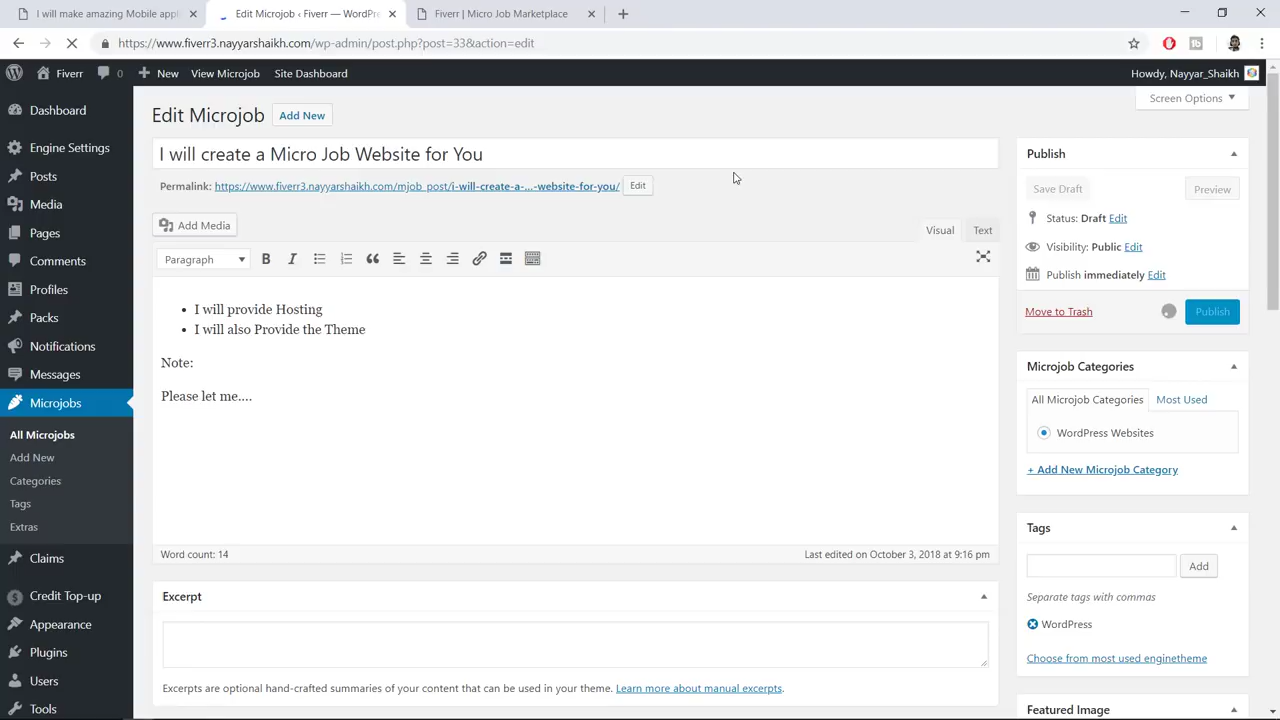 I will make amazing Mobile appl
Edit Microjob ‹ Fiverr — WordPre
Fiverr | Micro Job Marketplace
https://www.fiverr3.nayyarshaikh.com/wp-admin/post.php?post=33&action=edit
Fiverr 0 New View Microjob Site Dashboard Howdy, Nayyar_Shaikh
Screen Options
Dashboard
Engine Settings
Posts
Media
Pages
Comments
Profiles
Packs
Notifications
Messages
Microjobs
All Microjobs
Add New
Categories
Tags
Extras
Claims
Credit Top-up
Appearance
Plugins
Users
Tools
Edit Microjob Add New
I will create a Micro Job Website for You
Permalink: https://www.fiverr3.nayyarshaikh.com/mjob_post/i-will-create-a-...-website-for-you/ Edit
Add Media
Visual Text
Paragraph B I
I will provide Hosting
I will also Provide the Theme
Note:
Please let me....
Word count: 14 Last edited on October 3, 2018 at 9:16 pm
Excerpt
Excerpts are optional hand-crafted summaries of your content that can be used in your theme. Learn more about manual excerpts.
Publish
Save Draft Preview
Status: Draft Edit
Visibility: Public Edit
Publish immediately Edit
Move to Trash Publish
Microjob Categories
All Microjob Categories Most Used
WordPress Websites
+ Add New Microjob Category
Tags
Add
Separate tags with commas
WordPress
Choose from most used enginetheme
Featured Image